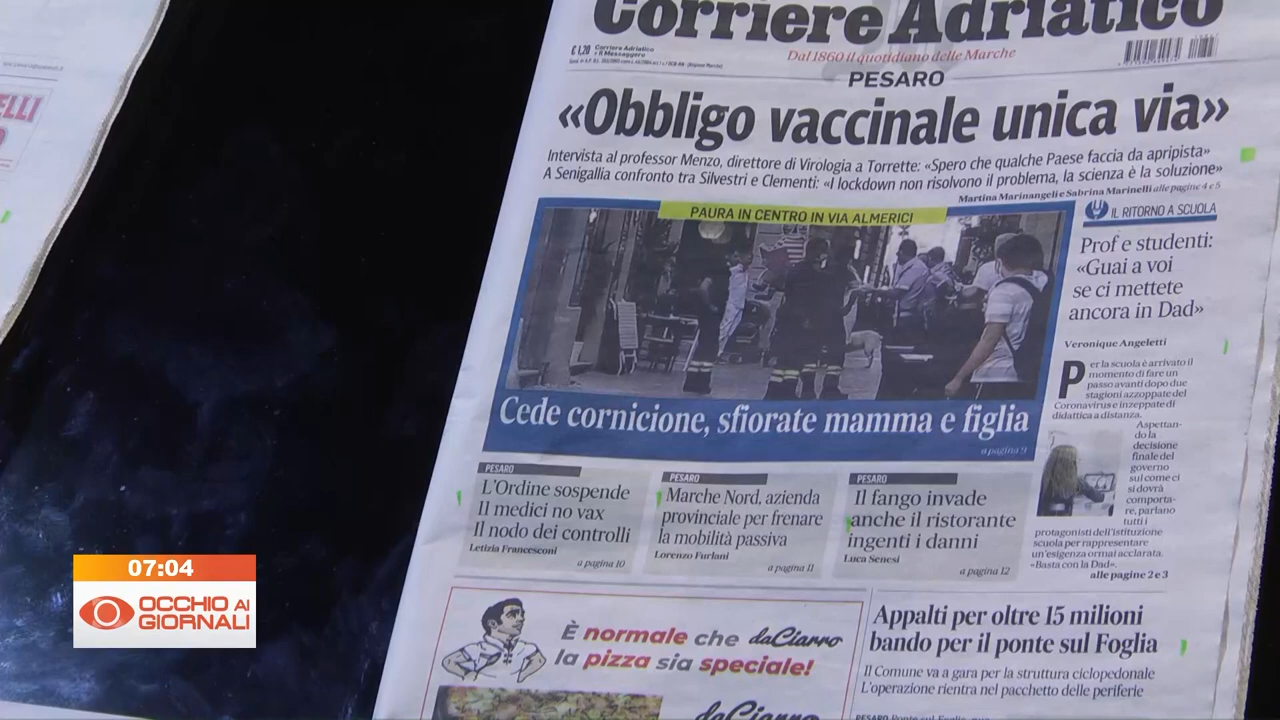 Corriere Adriatico
€ 1,20 Corriere Adriatico
+ Il Messaggero
Dal 1860 il quotidiano delle Marche
PESARO
«Obbligo vaccinale unica via»
Intervista al professor Menzo, direttore di Virologia a Torrette: «Spero che qualche Paese faccia da apripista»
A Senigallia confronto tra Silvestri e Clementi: «I lockdown non risolvono il problema, la scienza è la soluzione»
Martina Marinangeli e Sabrina Marinelli alle pagine 4 e 5
PAURA IN CENTRO IN VIA ALMERICI
Cede cornicione, sfiorate mamma e figlia
a pagina 9
IL RITORNO A SCUOLA
Prof e studenti:
«Guai a voi
se ci mettete
ancora in Dad»
Veronique Angeletti
Per la scuola è arrivato il
momento di fare un
passo avanti dopo due
stagioni azzoppate del
Coronavirus e inzeppate di
didattica a distanza.
Aspettan-
do la
decisione
finale del
governo
sul come ci
si dovrà
comporta-
re, parlano
tutti i
protagonisti dell'istituzione
scuola per rappresentare
un'esigenza ormai acclarata.
«Basta con la Dad».
alle pagine 2 e 3
PESARO
L'Ordine sospende
11 medici no vax
Il nodo dei controlli
Letizia Francesconi
a pagina 10
PESARO
Marche Nord, azienda
provinciale per frenare
la mobilità passiva
Lorenzo Furlani
a pagina 11
PESARO
Il fango invade
anche il ristorante
ingenti i danni
Luca Senesi
a pagina 12
È normale che daCiarro
la pizza sia speciale!
daCiarro
Appalti per oltre 15 milioni
bando per il ponte sul Foglia
Il Comune va a gara per la struttura ciclopedonale
L'operazione rientra nel pacchetto delle periferie
ELLI
07:04
OCCHIO AI
GIORNALI